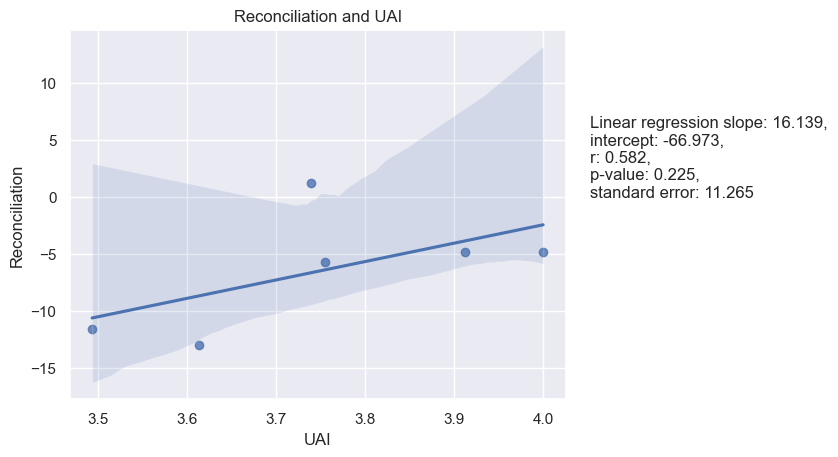 Reconciliation and UAI
10
5
0
−5
−10
−15
Reconciliation
3.5
3.6
3.7
3.8
3.9
4.0
UAI
Linear regression slope: 16.139,
intercept: -66.973,
r: 0.582,
p-value: 0.225,
standard error: 11.265